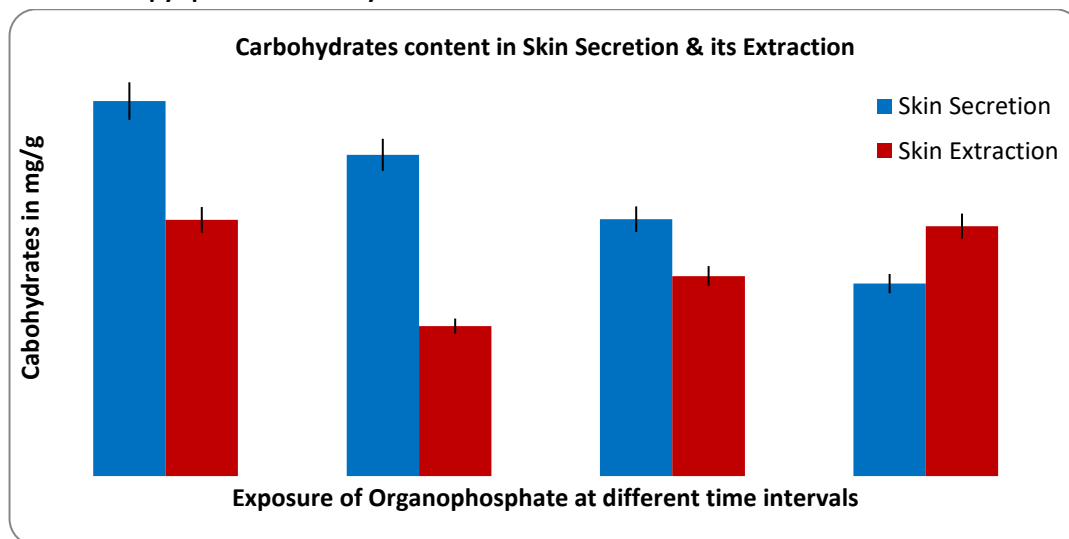 Carbohydrates content in Skin Secretion & its Extraction
Skin Secretion
Skin Extraction
Cabohydrates in mg/g
Exposure of Organophosphate at different time intervals